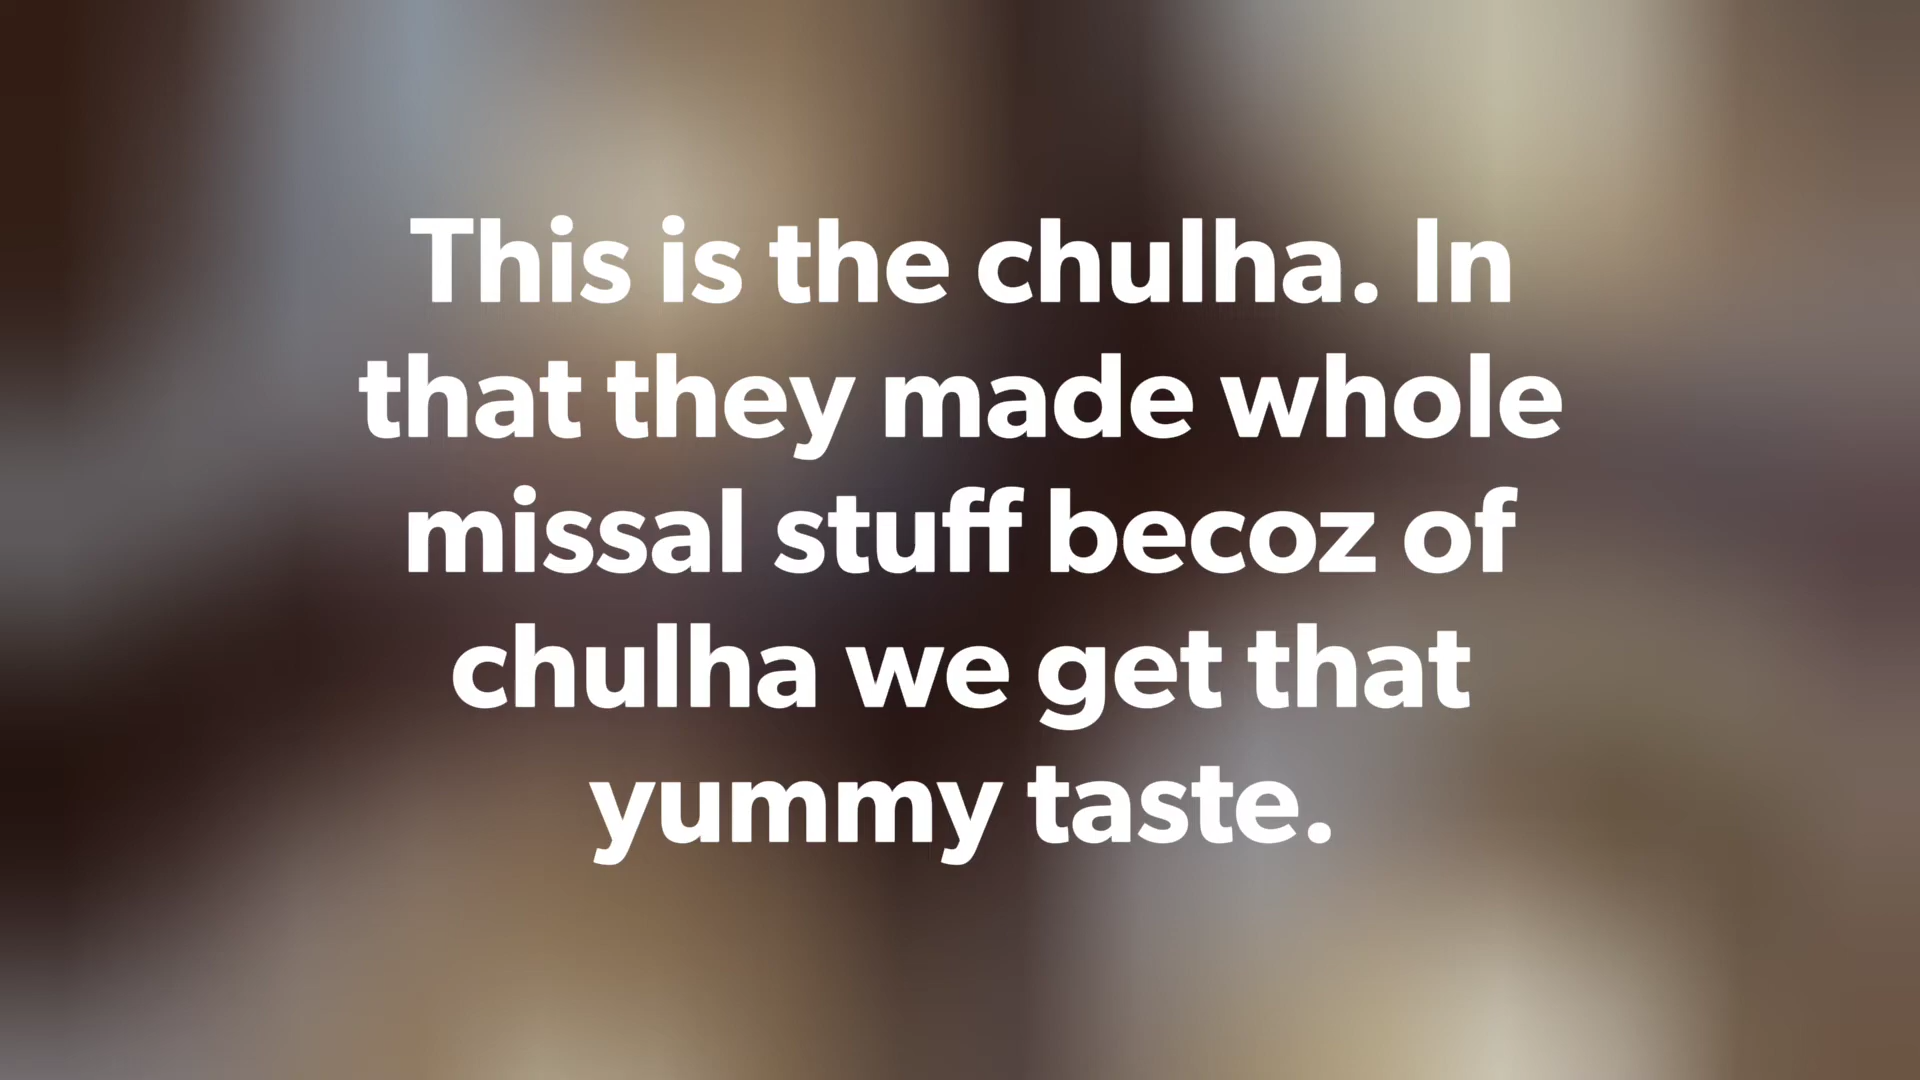 This is the chulha. In
that they made whole
missal stuff becoz of
chulha we get that
yummy taste.